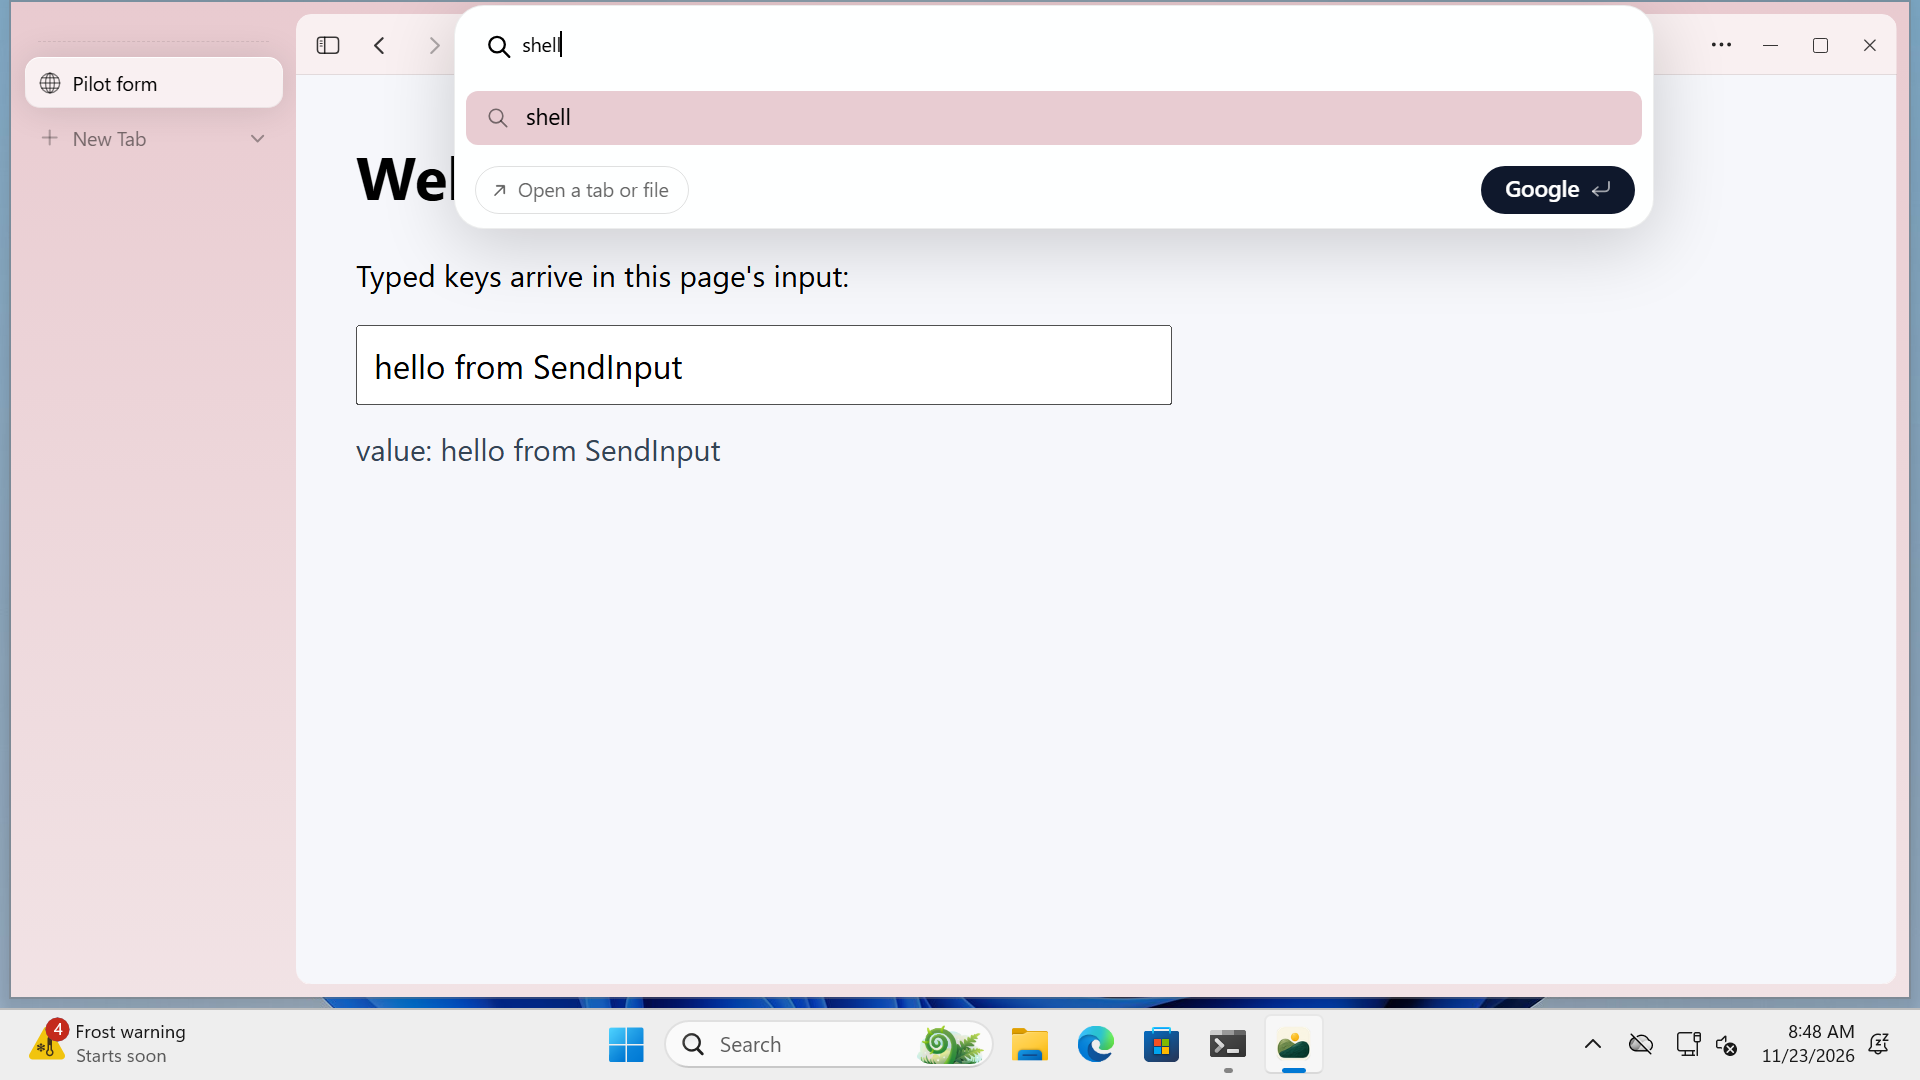 Pilot form
New Tab
shell
shell
Open a tab or file
Google
Wel
Typed keys arrive in this page's input:
hello from SendInput
value: hello from SendInput
4
Frost warning
Starts soon
Search
8:48 AM
11/23/2026